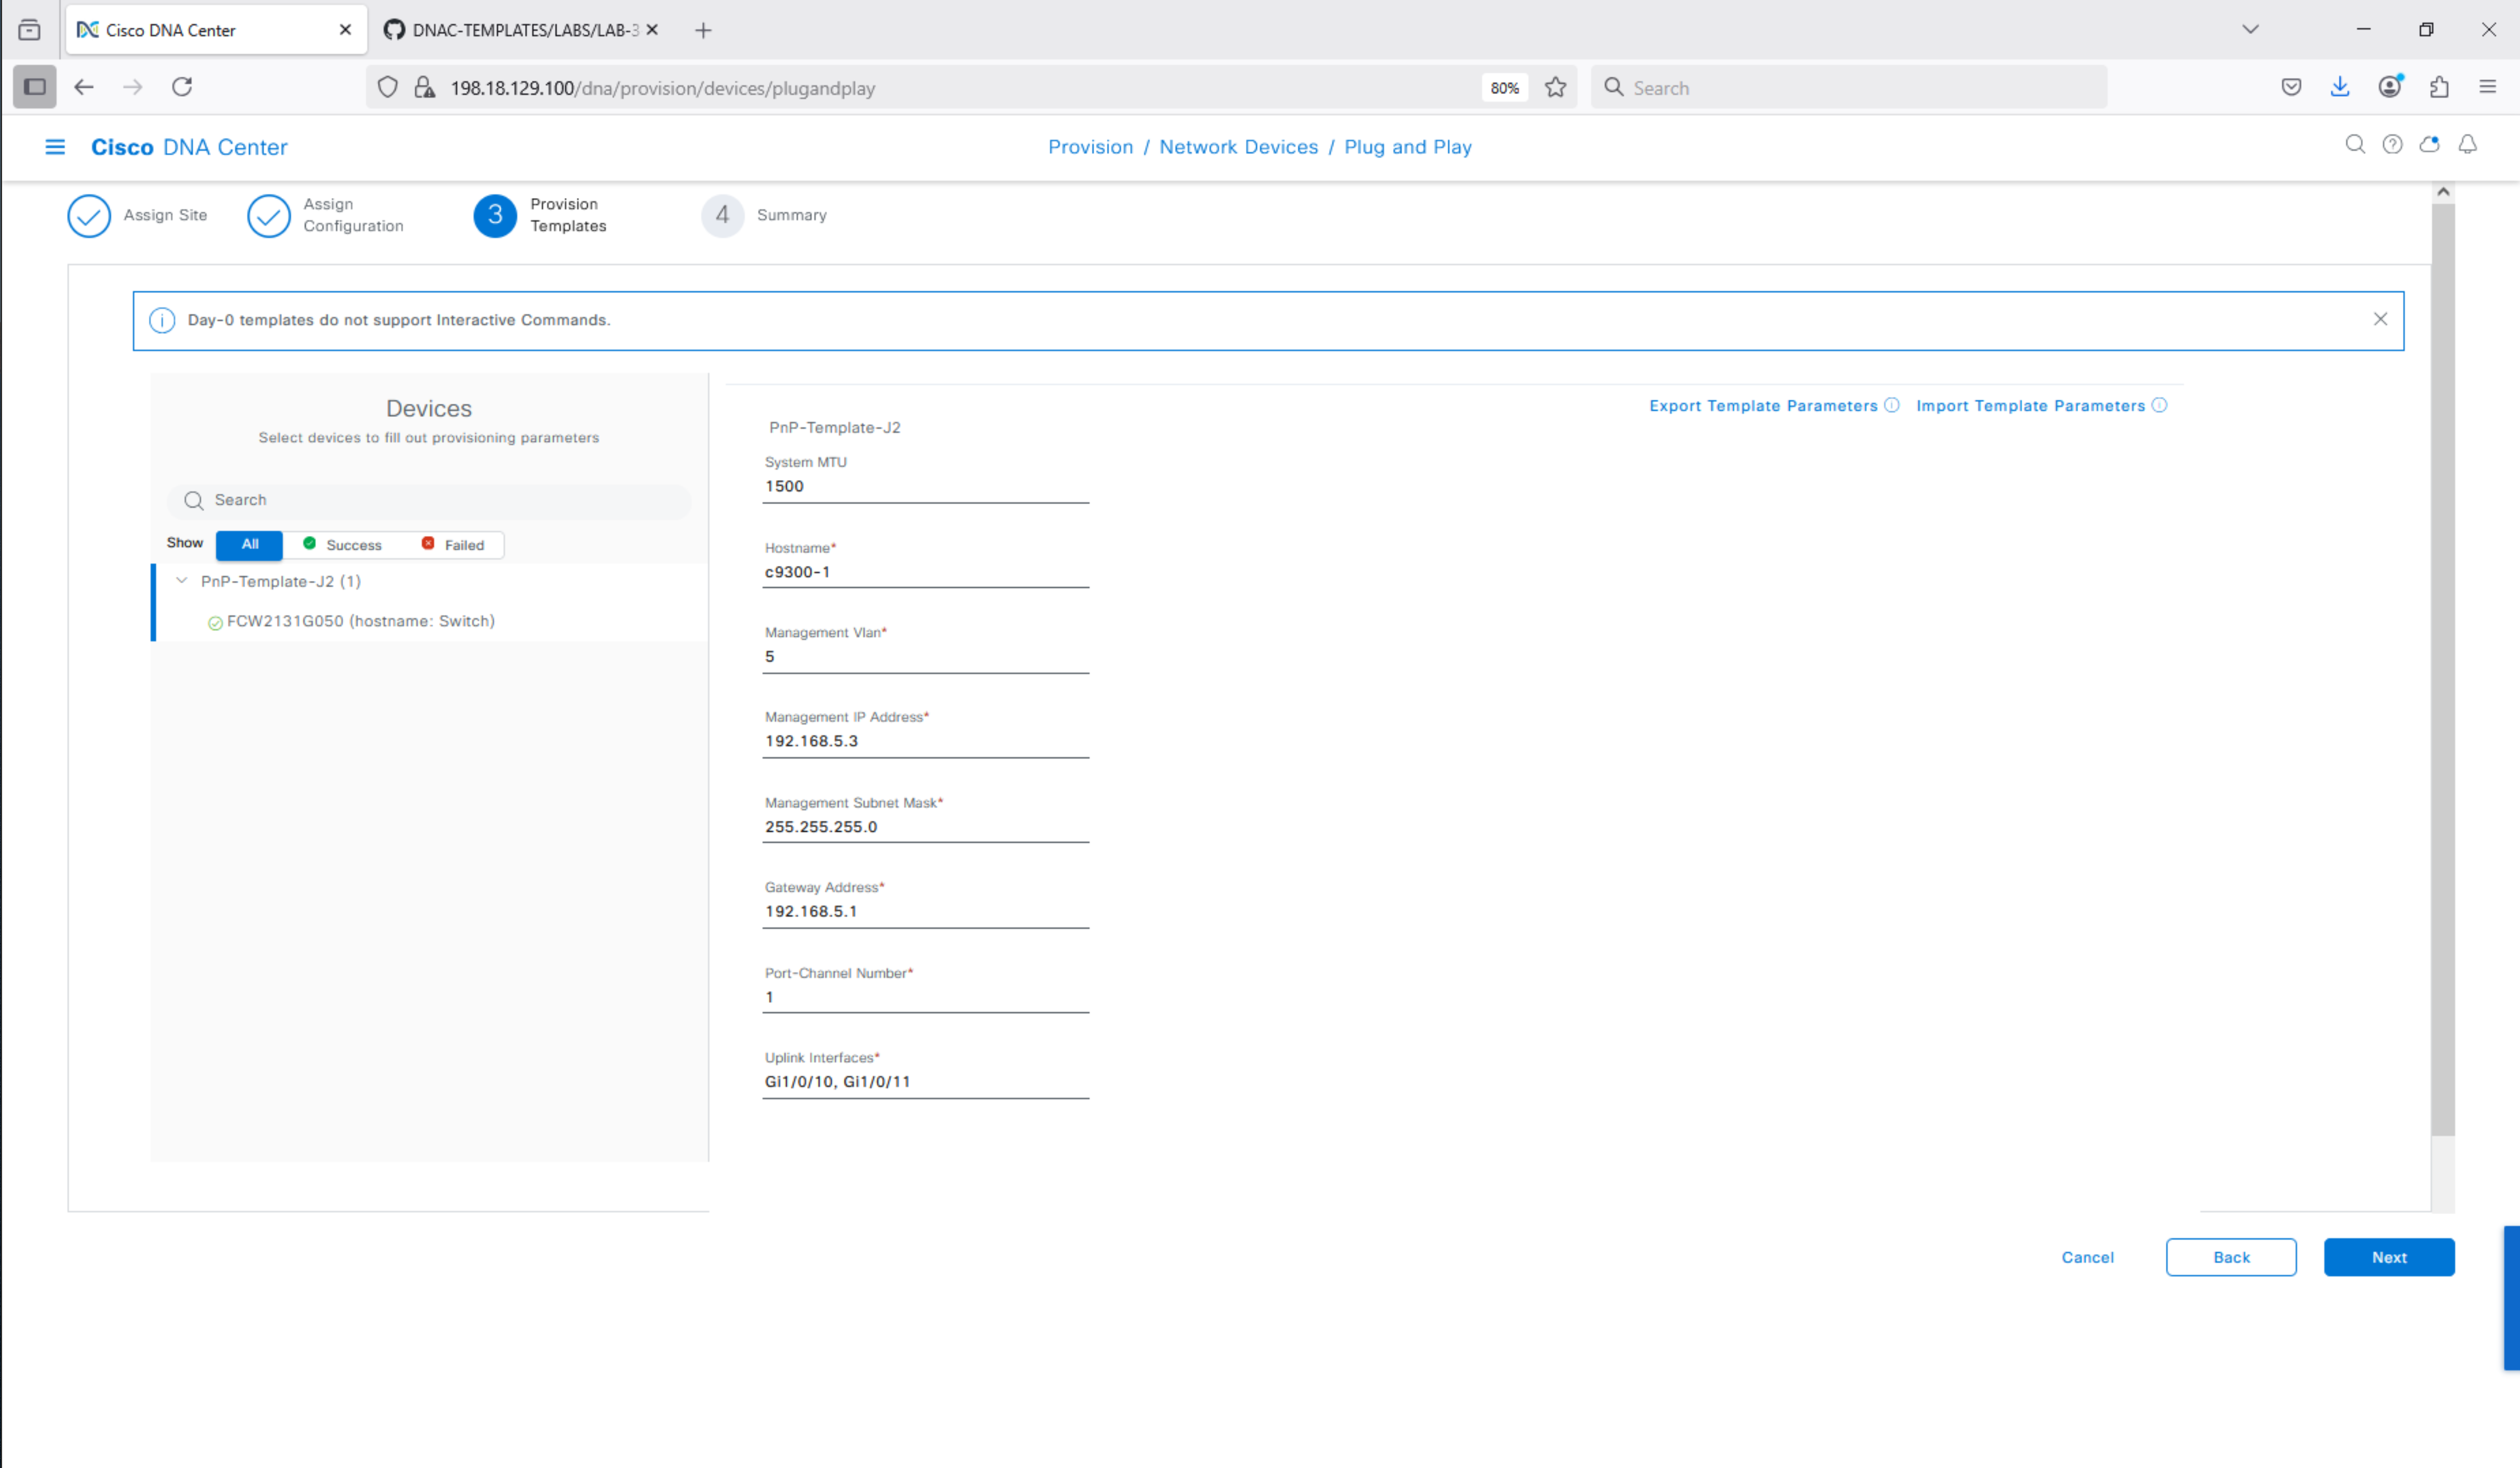 Cisco DNA Center
DNAC-TEMPLATES/LABS/LAB-3
198.18.129.100/dna/provision/devices/plugandplay
80%
Search
Cisco DNA Center
Provision / Network Devices / Plug and Play
Assign Site
Assign
Configuration
3
Provision
Templates
4
Summary
Day-0 templates do not support Interactive Commands.
Devices
Select devices to fill out provisioning parameters
Search
Show
All
Success
Failed
PnP-Template-J2 (1)
FCW2131G050 (hostname: Switch)
Export Template Parameters
Import Template Parameters
PnP-Template-J2
System MTU
1500
Hostname*
c9300-1
Management Vlan*
5
Management IP Address*
192.168.5.3
Management Subnet Mask*
255.255.255.0
Gateway Address*
192.168.5.1
Port-Channel Number*
1
Uplink Interfaces*
Gi1/0/10, Gi1/0/11
Cancel
Back
Next